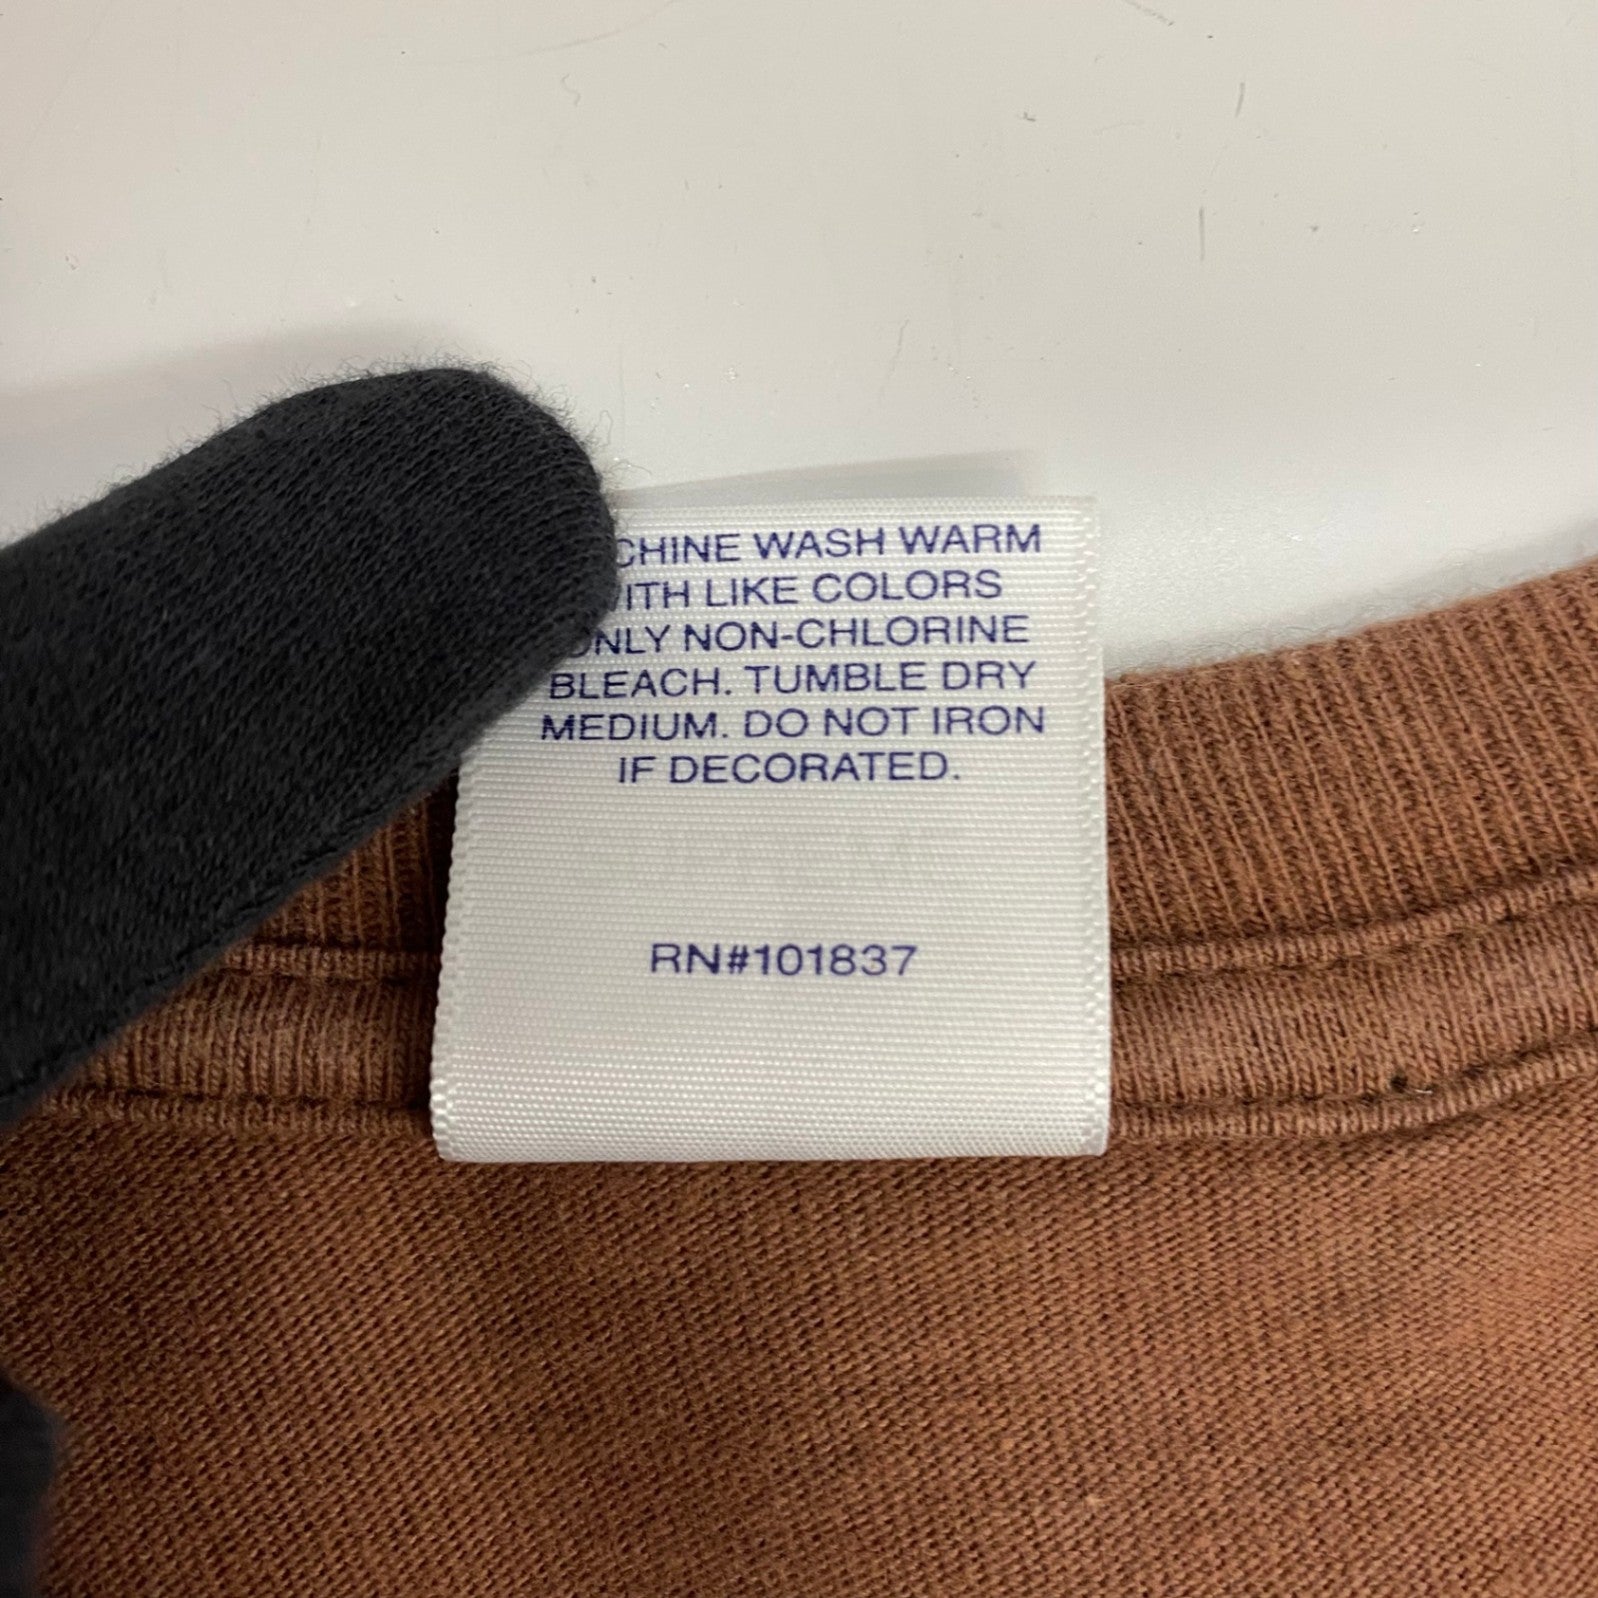 CHINE WASH WARM
ITH LIKE COLORS
ONLY NON-CHLORINE
BLEACH. TUMBLE DRY
MEDIUM. DO NOT IRON
IF DECORATED.
RN#101837